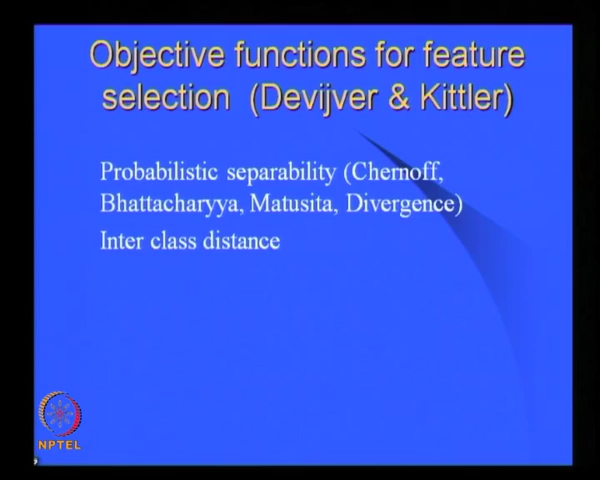 Objective functions for feature
selection (Devijver & Kittler)
Probabilistic separability (Chernoff,
Bhattacharyya, Matusita, Divergence)
Inter class distance
NPTEL